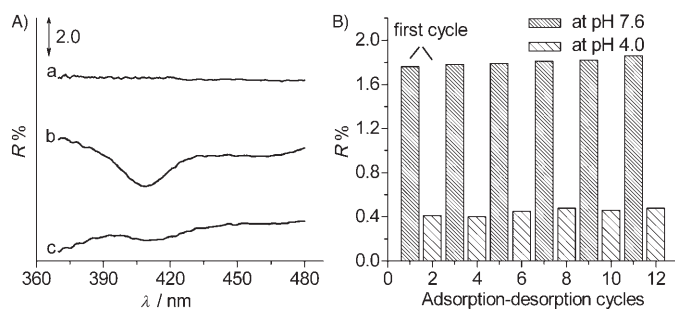 A)
2.0
a
b
c
R%
360 390 420 450 480
λ / nm
B)
first cycle
at pH 7.6
at pH 4.0
2.0
1.6
1.2
0.8
0.4
0.0
R%
0 2 4 6 8 10 12
Adsorption-desorption cycles